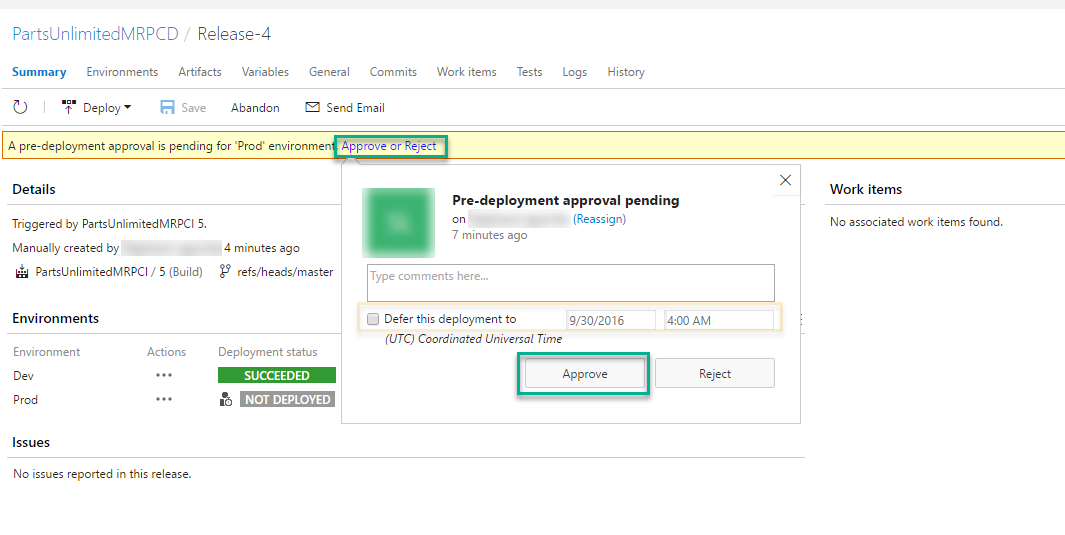 PartsUnlimitedMRPCD / Release-4
Summary Environments Artifacts Variables General Commits Work items Tests Logs History
Deploy Save Abandon Send Email
A pre-deployment approval is pending for 'Prod' environment. Approve or Reject
Details
Triggered by PartsUnlimitedMRPCI 5.
Manually created by 4 minutes ago
PartsUnlimitedMRPCI / 5 (Build) refs/heads/master
Environments
Environment Actions Deployment status
Dev ••• SUCCEEDED
Prod ••• NOT DEPLOYED
Issues
No issues reported in this release.
Pre-deployment approval pending
on (Reassign)
7 minutes ago
Type comments here...
Defer this deployment to 9/30/2016 4:00 AM
(UTC) Coordinated Universal Time
Approve Reject
Work items
No associated work items found.